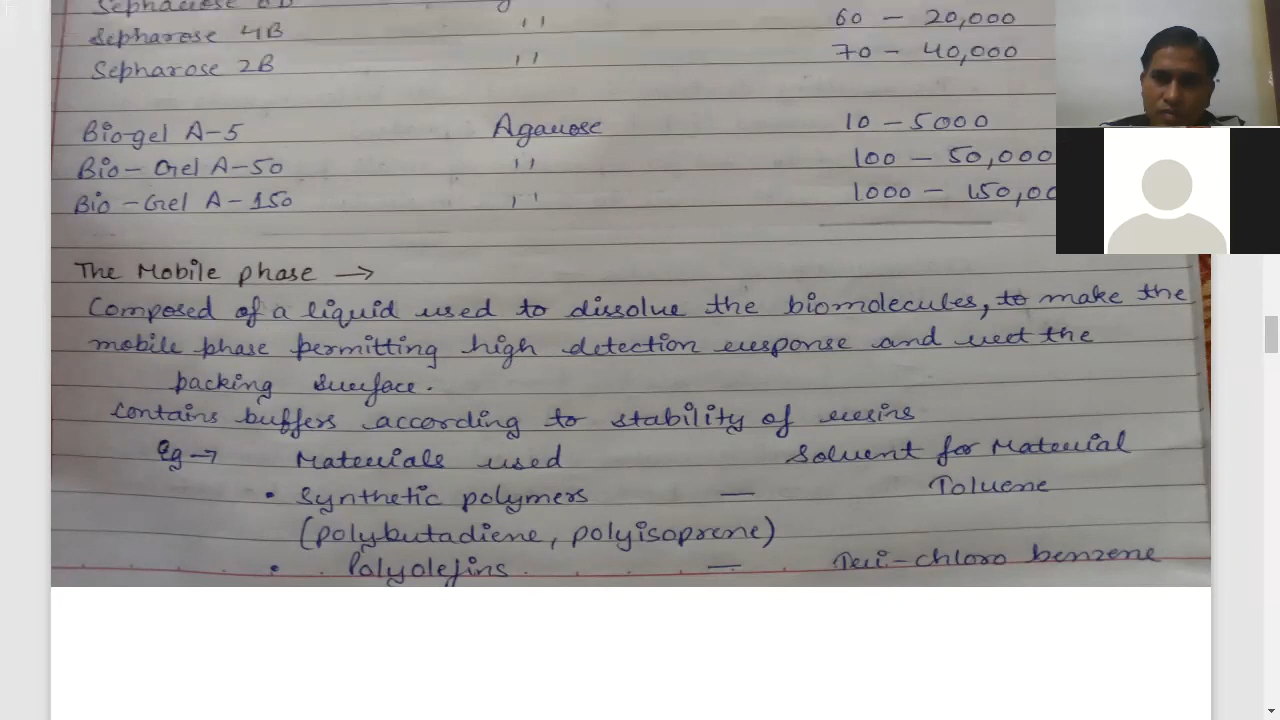 Sepharose 6B
Sepharose 4B '' 60 - 20,000
Sepharose 2B '' 70 - 40,000
Bio-gel A-5 Agarose 10 - 5000
Bio - Gel A-50 '' 100 - 50,000
Bio - Gel A-150 '' 1000 - 150,00
The Mobile phase →
Composed of a liquid used to dissolve the biomolecules, to make the
mobile phase permitting high detection response and wet the
packing surface.
Contains buffers according to stability of resins
Eg → Materials used Solvent for Material
• Synthetic polymers — Toluene
(polybutadiene, polyisoprene)
• Polyolefins — Tri-chloro benzene